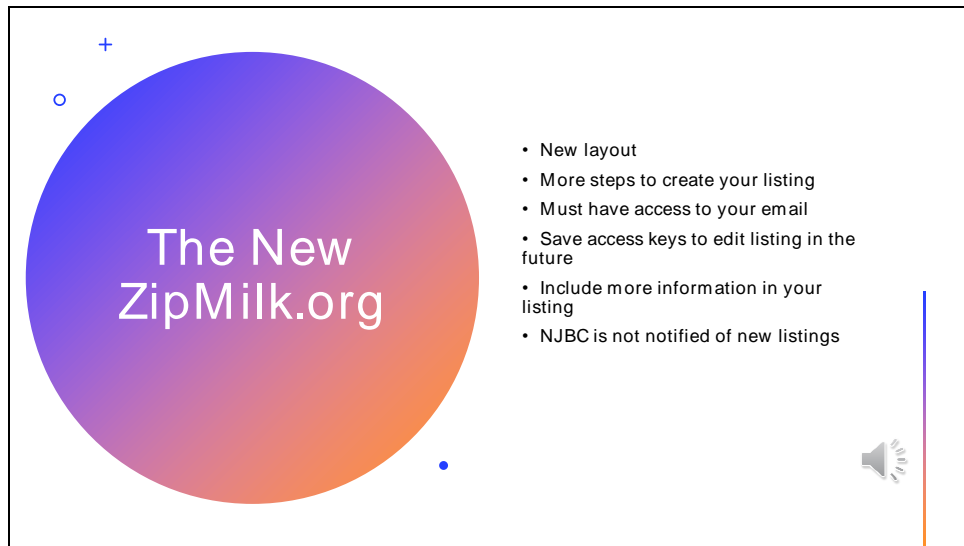 The New
ZipMilk.org
• New layout
• More steps to create your listing
• Must have access to your email
• Save access keys to edit listing in the
future
• Include more information in your
listing
• NJBC is not notified of new listings